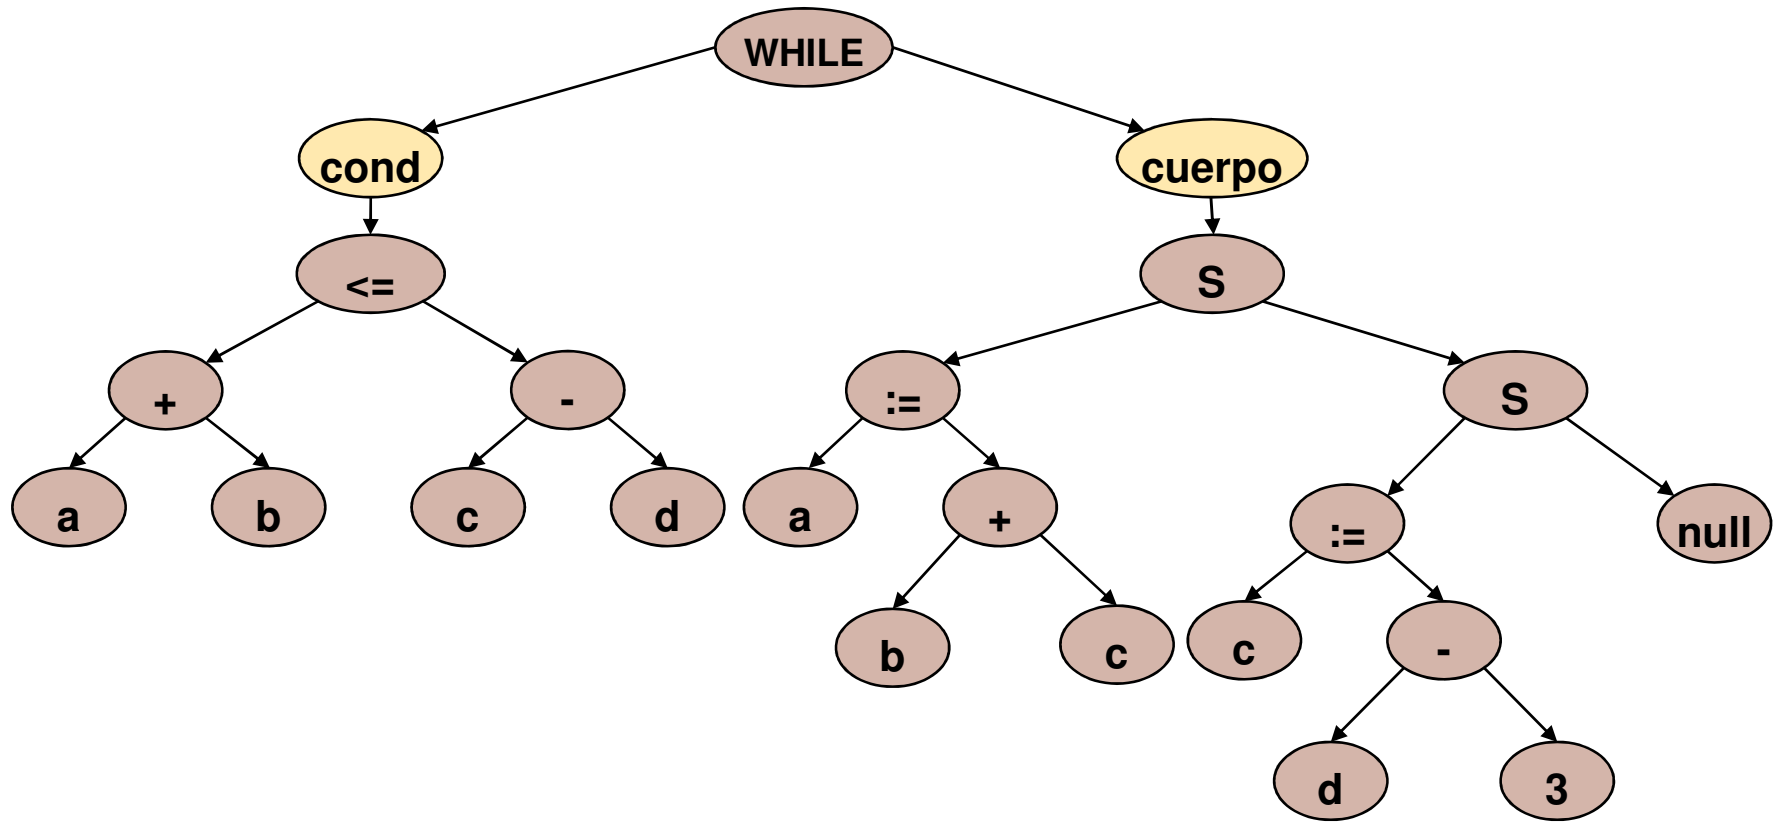 WHILE
cond
cuerpo
<=
S
+
-
:=
S
a
b
c
d
a
+
:=
null
b
c
c
-
d
3